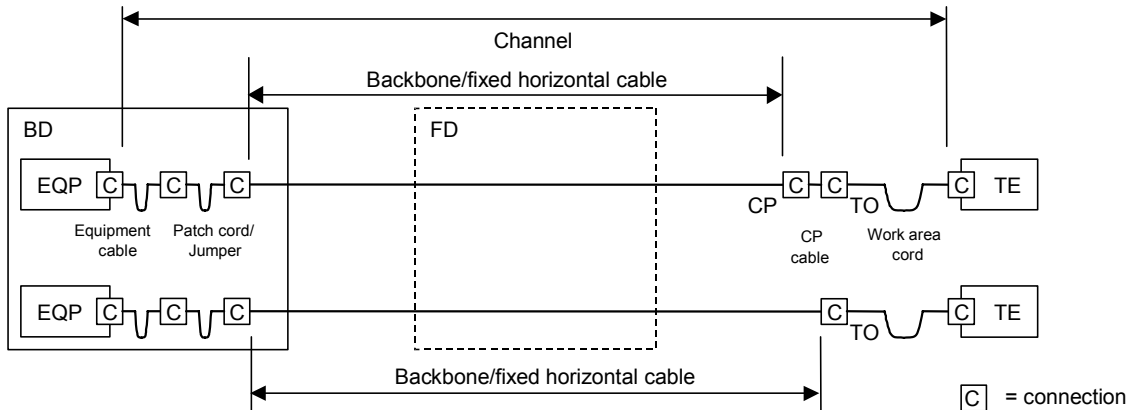 Channel
Backbone/fixed horizontal cable
BD
FD
EQP C C C C C C TE
CP TO
Equipment cable
Patch cord/ Jumper
CP cable
Work area cord
EQP C C C C C TE
TO
Backbone/fixed horizontal cable
C = connection